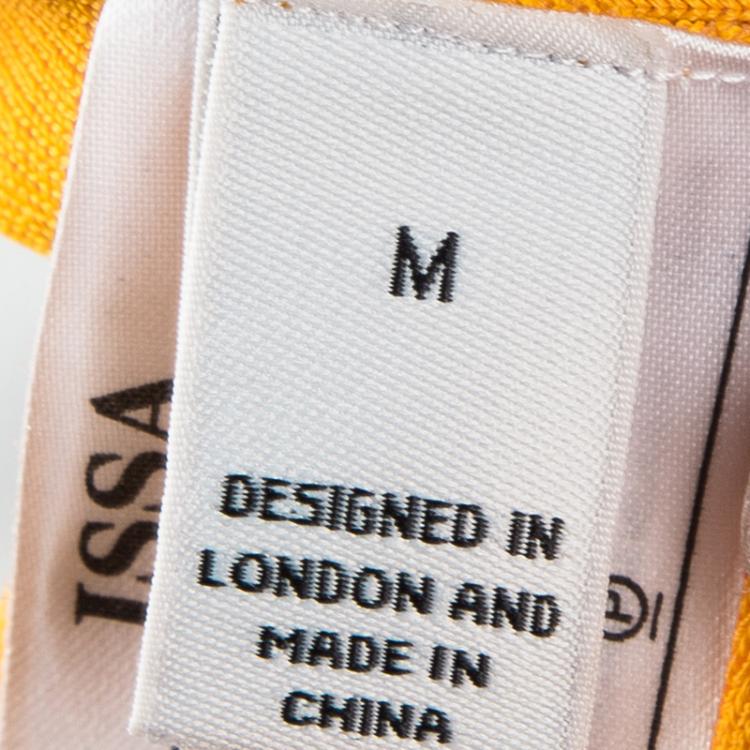 M
DESIGNED IN
LONDON AND
MADE IN
CHINA
ISSA
P